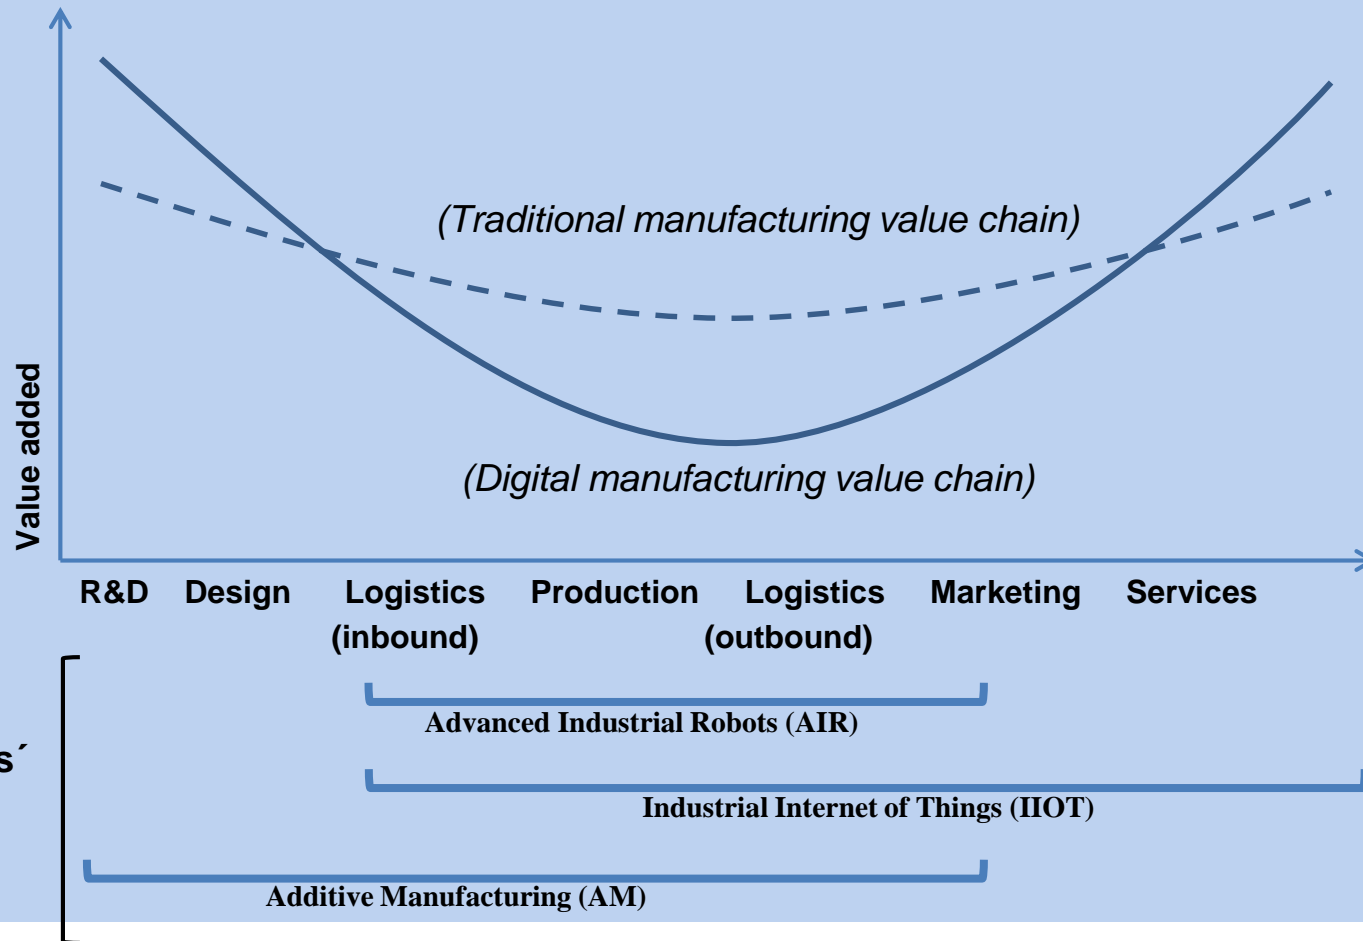 (Traditional manufacturing value chain)
Value added
(Digital manufacturing value chain)
R&D Design Logistics Production Logistics Marketing Services
(inbound) (outbound)
Advanced Industrial Robots (AIR)
s´
Industrial Internet of Things (IIOT)
Additive Manufacturing (AM)